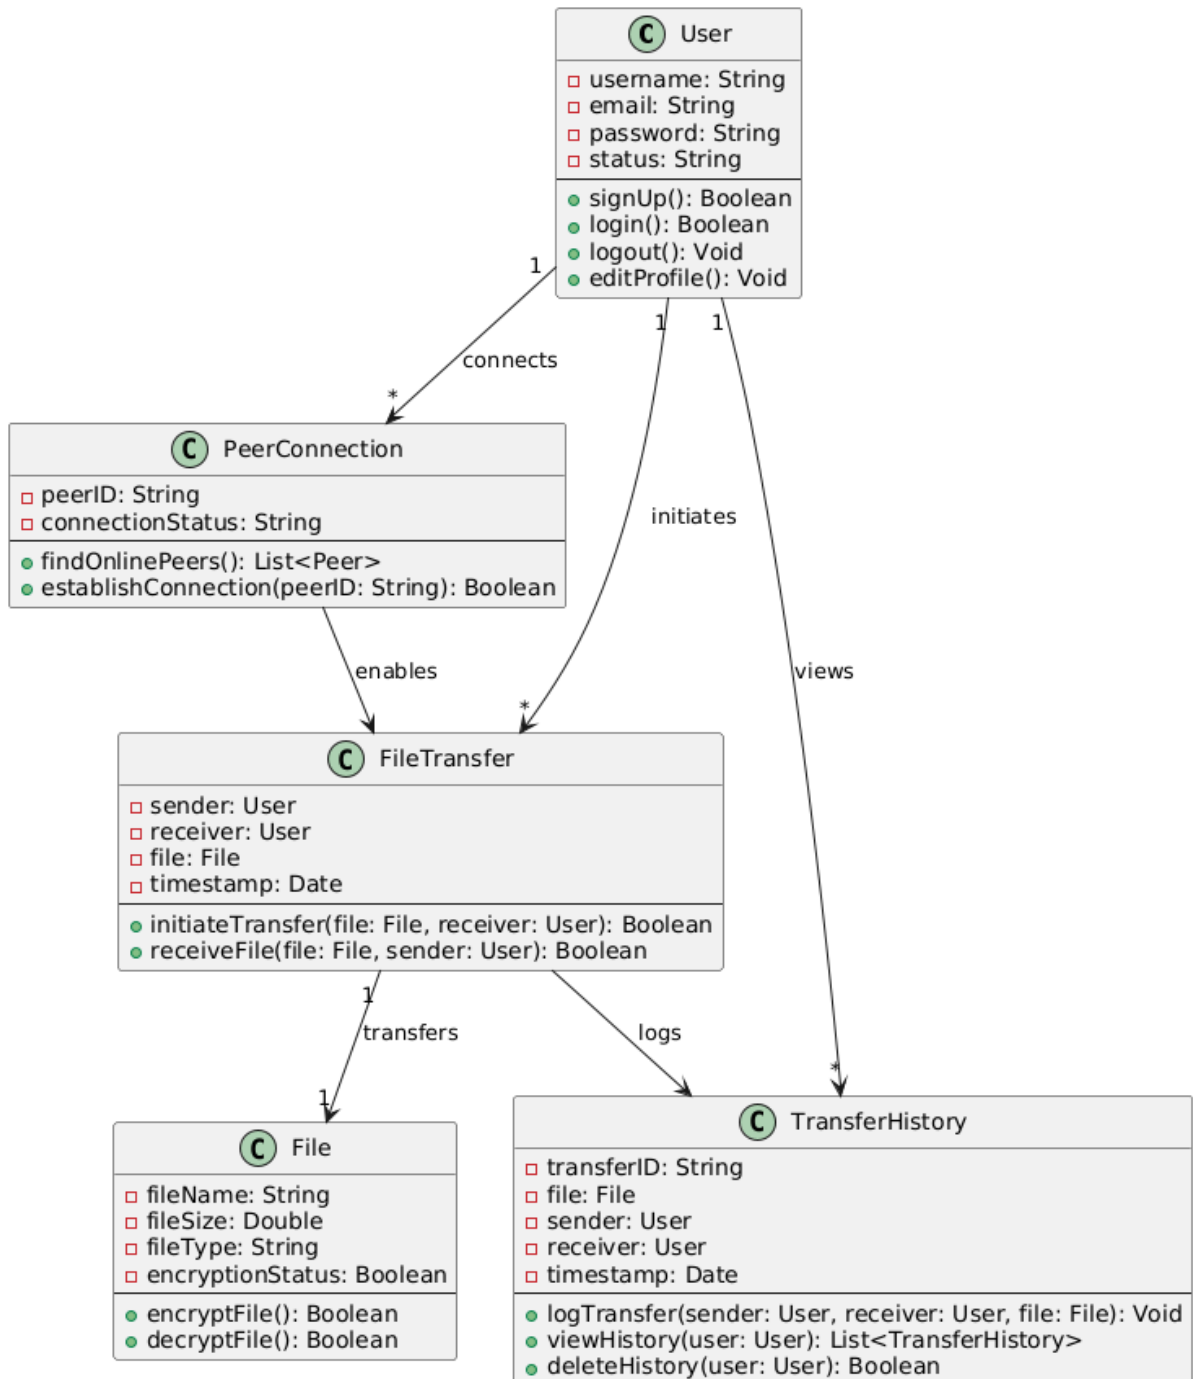 C User
username: String
email: String
password: String
status: String
signUp(): Boolean
login(): Boolean
logout(): Void
editProfile(): Void
1
1
1
connects
*
C PeerConnection
peerID: String
connectionStatus: String
findOnlinePeers(): List<Peer>
establishConnection(peerID: String): Boolean
initiates
enables
views
*
C FileTransfer
sender: User
receiver: User
file: File
timestamp: Date
initiateTransfer(file: File, receiver: User): Boolean
receiveFile(file: File, sender: User): Boolean
1
transfers
logs
1
*
C File
fileName: String
fileSize: Double
fileType: String
encryptionStatus: Boolean
encryptFile(): Boolean
decryptFile(): Boolean
C TransferHistory
transferID: String
file: File
sender: User
receiver: User
timestamp: Date
logTransfer(sender: User, receiver: User, file: File): Void
viewHistory(user: User): List<TransferHistory>
deleteHistory(user: User): Boolean